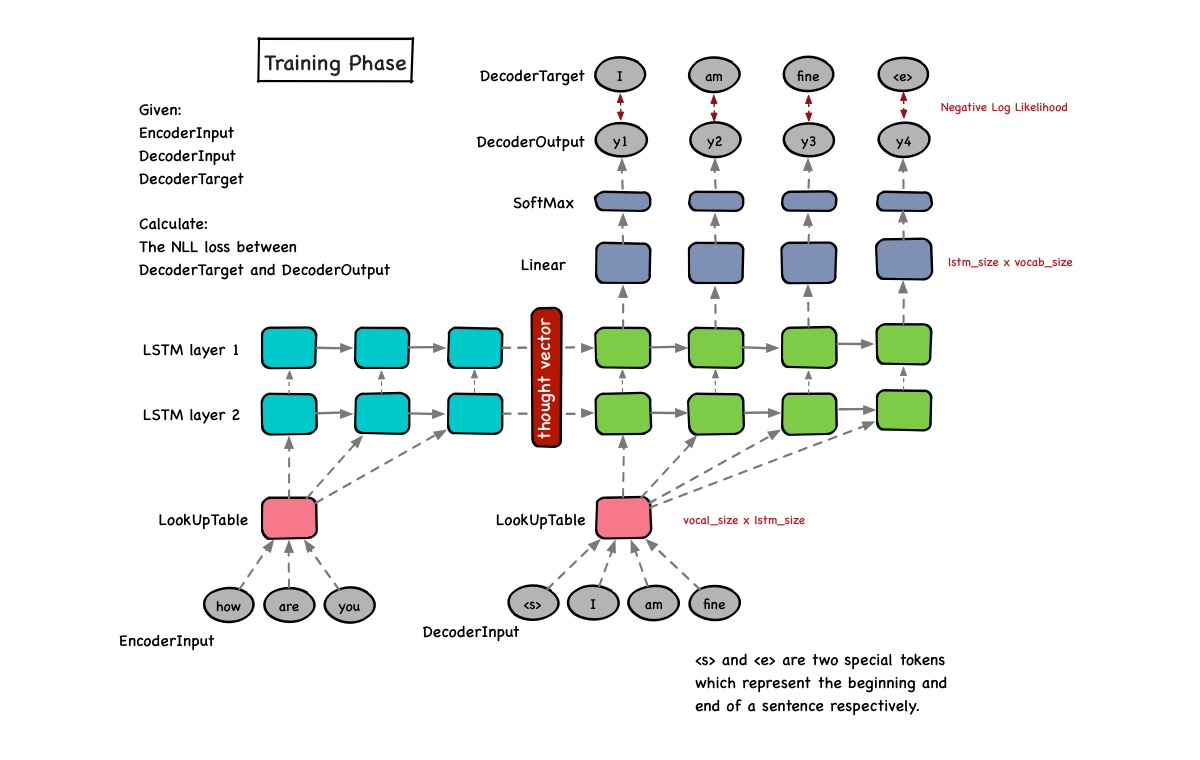 Training Phase
Given:
EncoderInput
DecoderInput
DecoderTarget
Calculate:
The NLL loss between
DecoderTarget and DecoderOutput
DecoderTarget I am fine <e>
Negative Log Likelihood
DecoderOutput y1 y2 y3 y4
SoftMax
Linear
lstm_size x vocab_size
LSTM layer 1
thought vector
LSTM layer 2
LookUpTable
LookUpTable
vocal_size x lstm_size
how are you
EncoderInput
<s> I am fine
DecoderInput
<s> and <e> are two special tokens
which represent the beginning and
end of a sentence respectively.